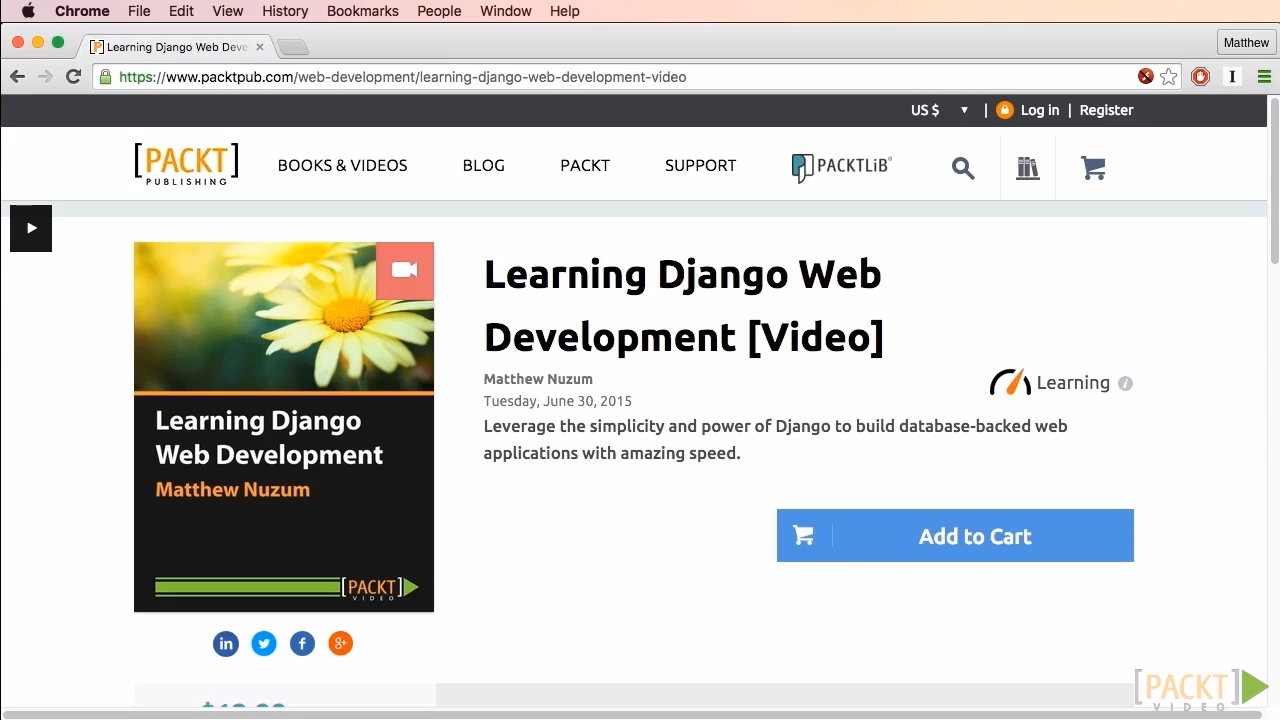 Chrome File Edit View History Bookmarks People Window Help
Learning Django Web Deve
Matthew
https://www.packtpub.com/web-development/learning-django-web-development-video
US $ | Log in | Register
[PACKT]
PUBLISHING
BOOKS & VIDEOS BLOG PACKT SUPPORT PACKTLiB®
Learning Django Web
Development [Video]
Matthew Nuzum
Tuesday, June 30, 2015
Learning i
Leverage the simplicity and power of Django to build database-backed web
applications with amazing speed.
Add to Cart
Learning Django
Web Development
Matthew Nuzum
[PACKT]
VIDEO
in f g+
[PACKT]
VIDEO